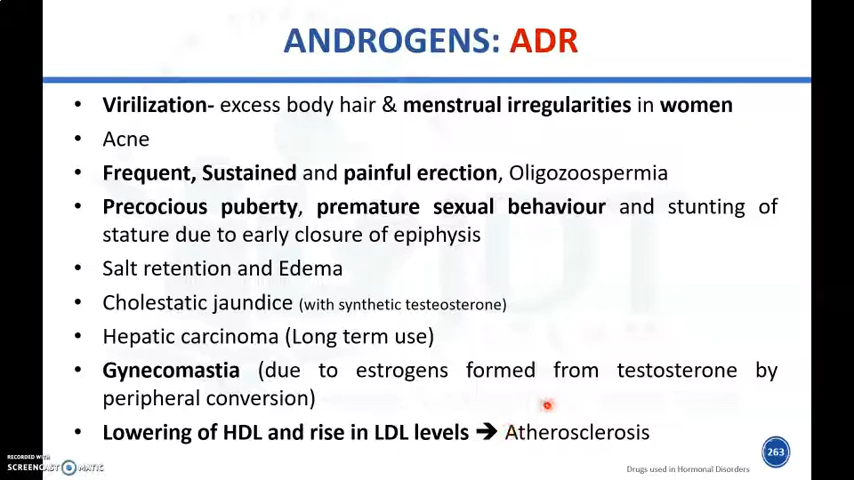 ANDROGENS: ADR
• Virilization- excess body hair & menstrual irregularities in women
• Acne
• Frequent, Sustained and painful erection, Oligozoospermia
• Precocious puberty, premature sexual behaviour and stunting of
stature due to early closure of epiphysis
• Salt retention and Edema
• Cholestatic jaundice (with synthetic testeosterone)
• Hepatic carcinoma (Long term use)
• Gynecomastia (due to estrogens formed from testosterone by
peripheral conversion)
• Lowering of HDL and rise in LDL levels ➔ Atherosclerosis
263
Drugs used in Hormonal Disorders
RECORDED WITH
SCREENCAST MATIC